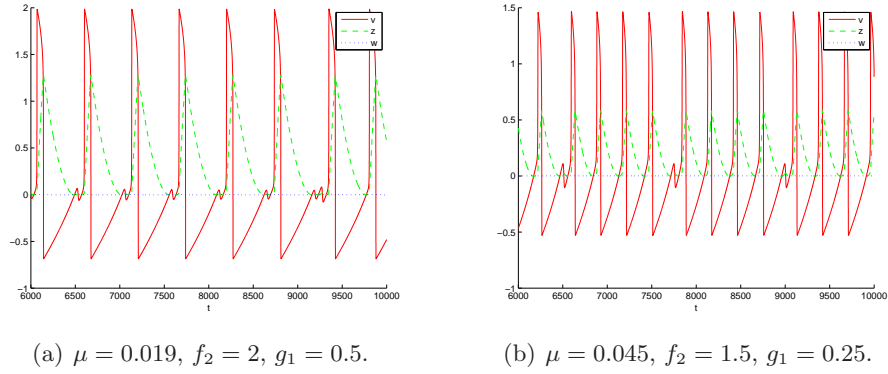 2
1.5
1
0.5
0
−0.5
−1
6000 6500 7000 7500 8000 8500 9000 9500 10000
t
v
z
w
1.5
1
0.5
0
−0.5
−1
6000 6500 7000 7500 8000 8500 9000 9500 10000
t
v
z
w
(a) μ = 0.019, f₂ = 2, g₁ = 0.5.
(b) μ = 0.045, f₂ = 1.5, g₁ = 0.25.